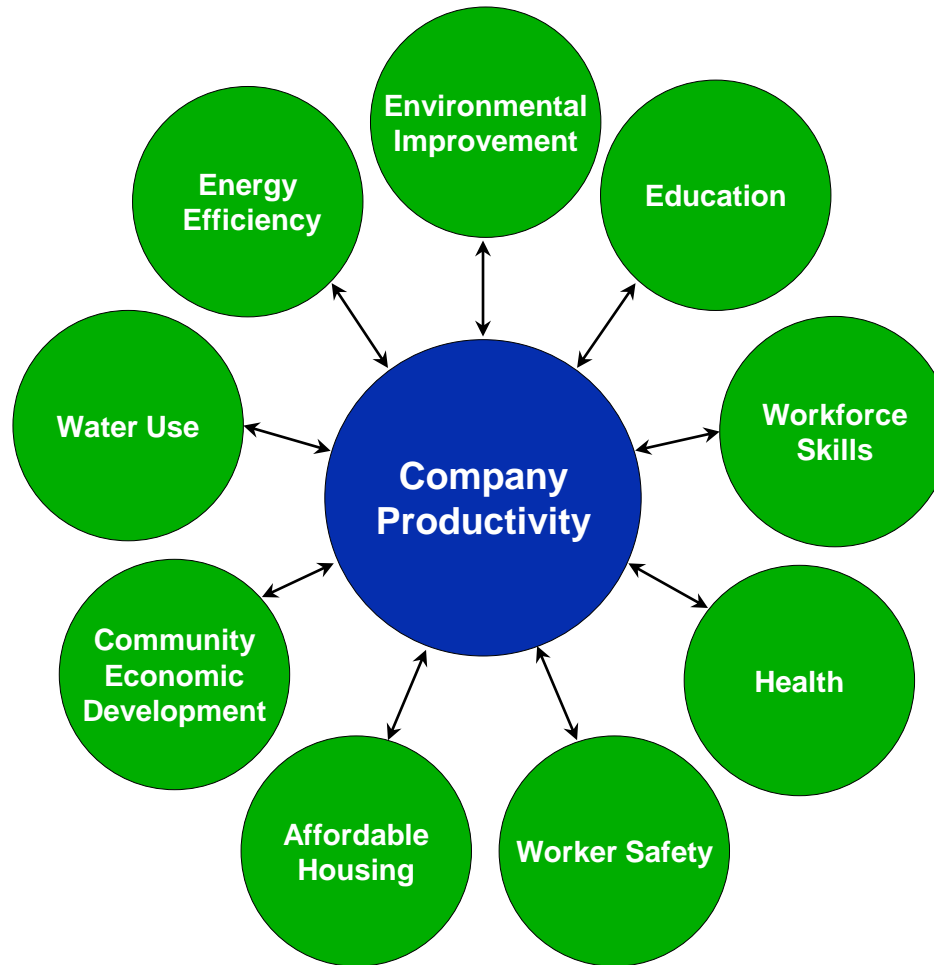 Environmental
Improvement
Education
Workforce
Skills
Health
Worker Safety
Affordable
Housing
Community
Economic
Development
Water Use
Energy
Efficiency
Company
Productivity